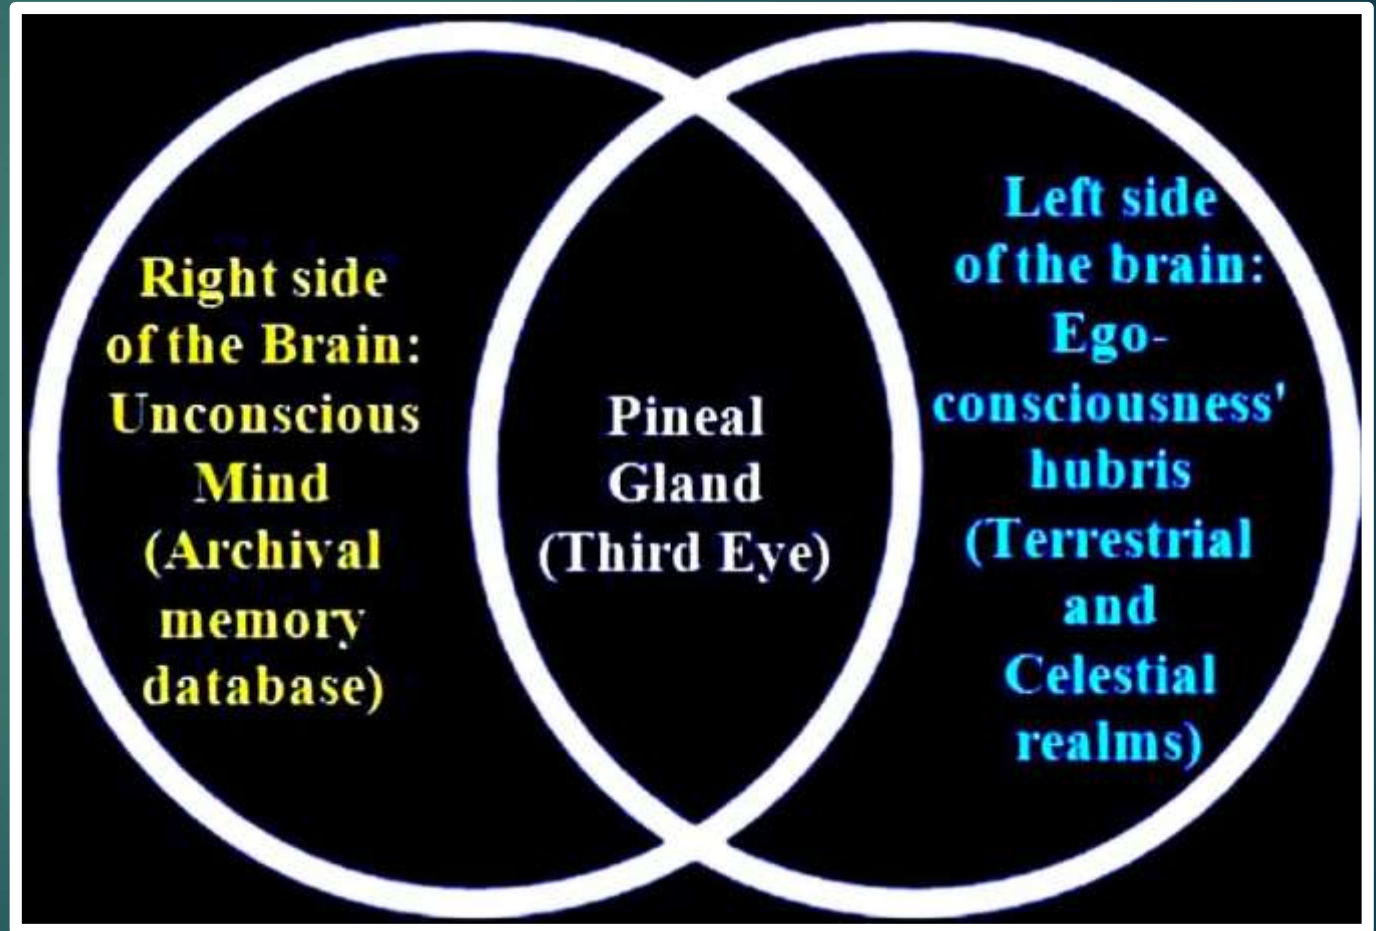 Right side
of the Brain:
Unconscious
Mind
(Archival
memory
database)
Pineal
Gland
(Third Eye)
Left side
of the brain:
Ego-
consciousness'
hubris
(Terrestrial
and
Celestial
realms)